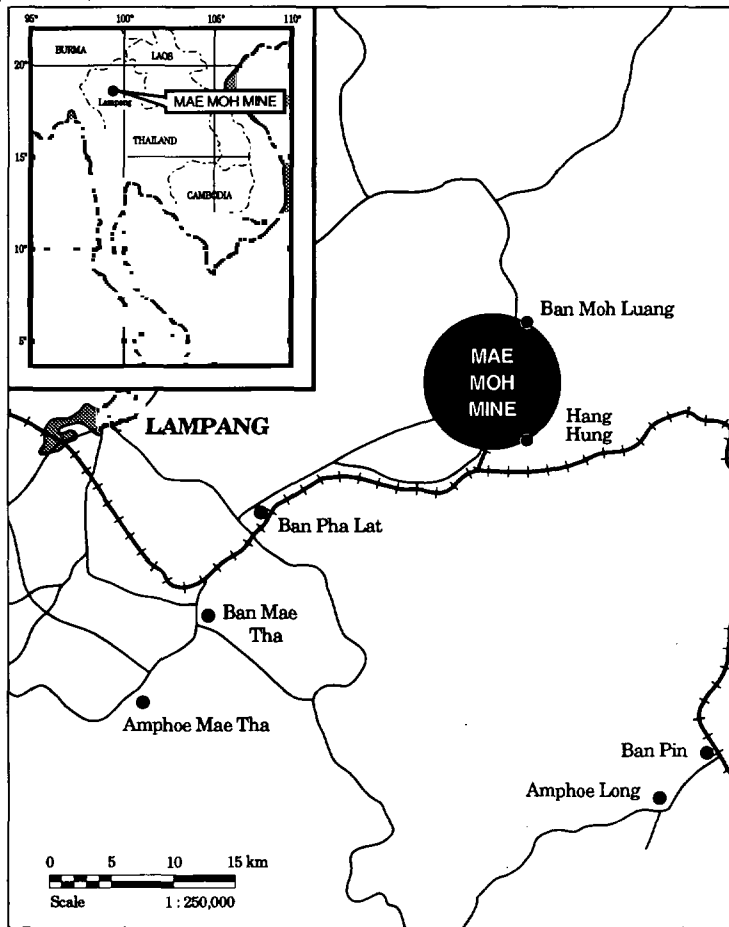 95°
100°
105°
110°
BURMA
LAOS
20°
Lampang
MAE MOH MINE
THAILAND
15°
CAMBODIA
10°
5°
Ban Moh Luang
MAE
MOH
MINE
Hang
Hung
LAMPANG
Ban Pha Lat
Ban Mae
Tha
Amphoe Mae Tha
Ban Pin
Amphoe Long
0 5 10 15 km
Scale 1 : 250,000